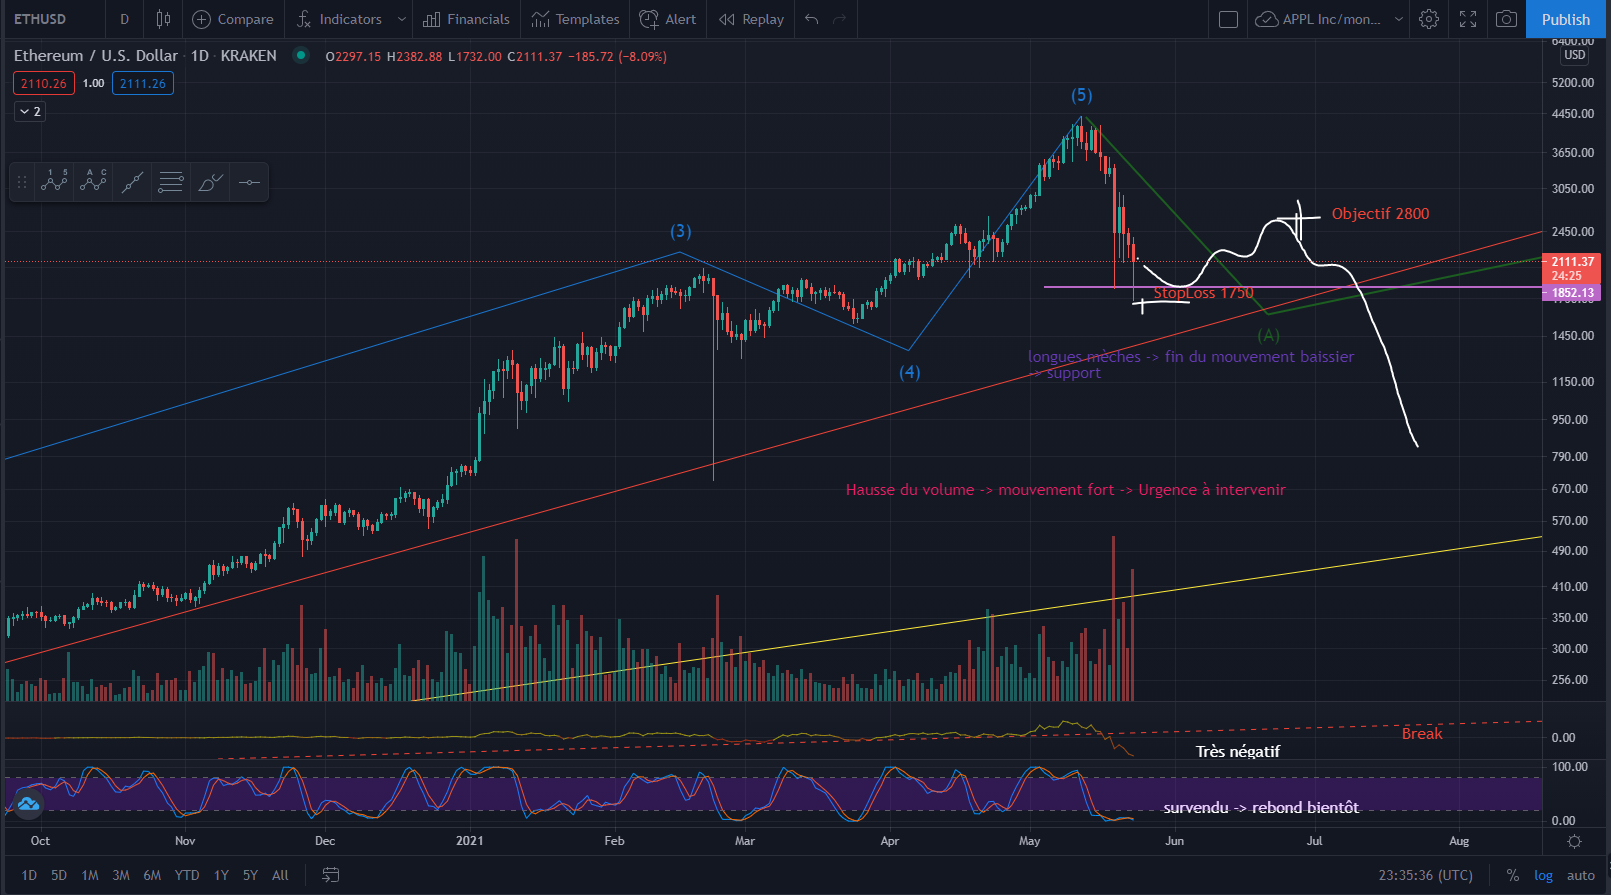 ETHUSD D Compare Indicators Financials Templates Alert Replay APPL Inc/mon... Publish
Ethereum / U.S. Dollar · 1D · KRAKEN O2297.15 H2382.88 L1732.00 C2111.37 −185.72 (−8.09%)
2110.26 1.00 2111.26
2
1 5 A C
6400.00
USD
5200.00
4450.00
3650.00
3050.00
2450.00
2111.37
24:25
1852.13
1450.00
1150.00
950.00
790.00
670.00
570.00
490.00
410.00
350.00
300.00
256.00
0.00
100.00
0.00
(5)
(3)
(4)
(A)
Objectif 2800
StopLoss 1750
longues mèches -> fin du mouvement baissier
-> support
Hausse du volume -> mouvement fort -> Urgence à intervenir
Break
Très négatif
survendu -> rebond bientôt
Oct Nov Dec 2021 Feb Mar Apr May Jun Jul Aug
1D 5D 1M 3M 6M YTD 1Y 5Y All 23:35:36 (UTC) % log auto